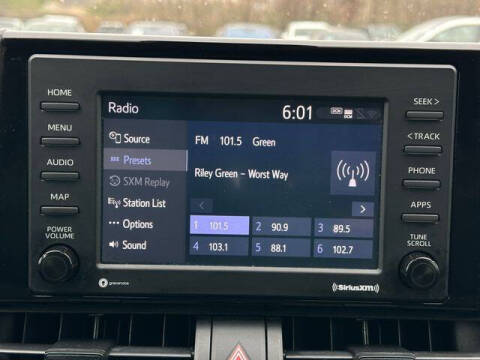 HOME
MENU
AUDIO
MAP
POWER
VOLUME
Radio
6:01
DCM
Source
Presets
SXM Replay
Station List
Options
Sound
FM 101.5 Green
Riley Green - Worst Way
<
>
1 101.5 2 90.9 3 89.5
4 103.1 5 88.1 6 102.7
SEEK >
< TRACK
PHONE
APPS
TUNE
SCROLL
((SiriusXM))